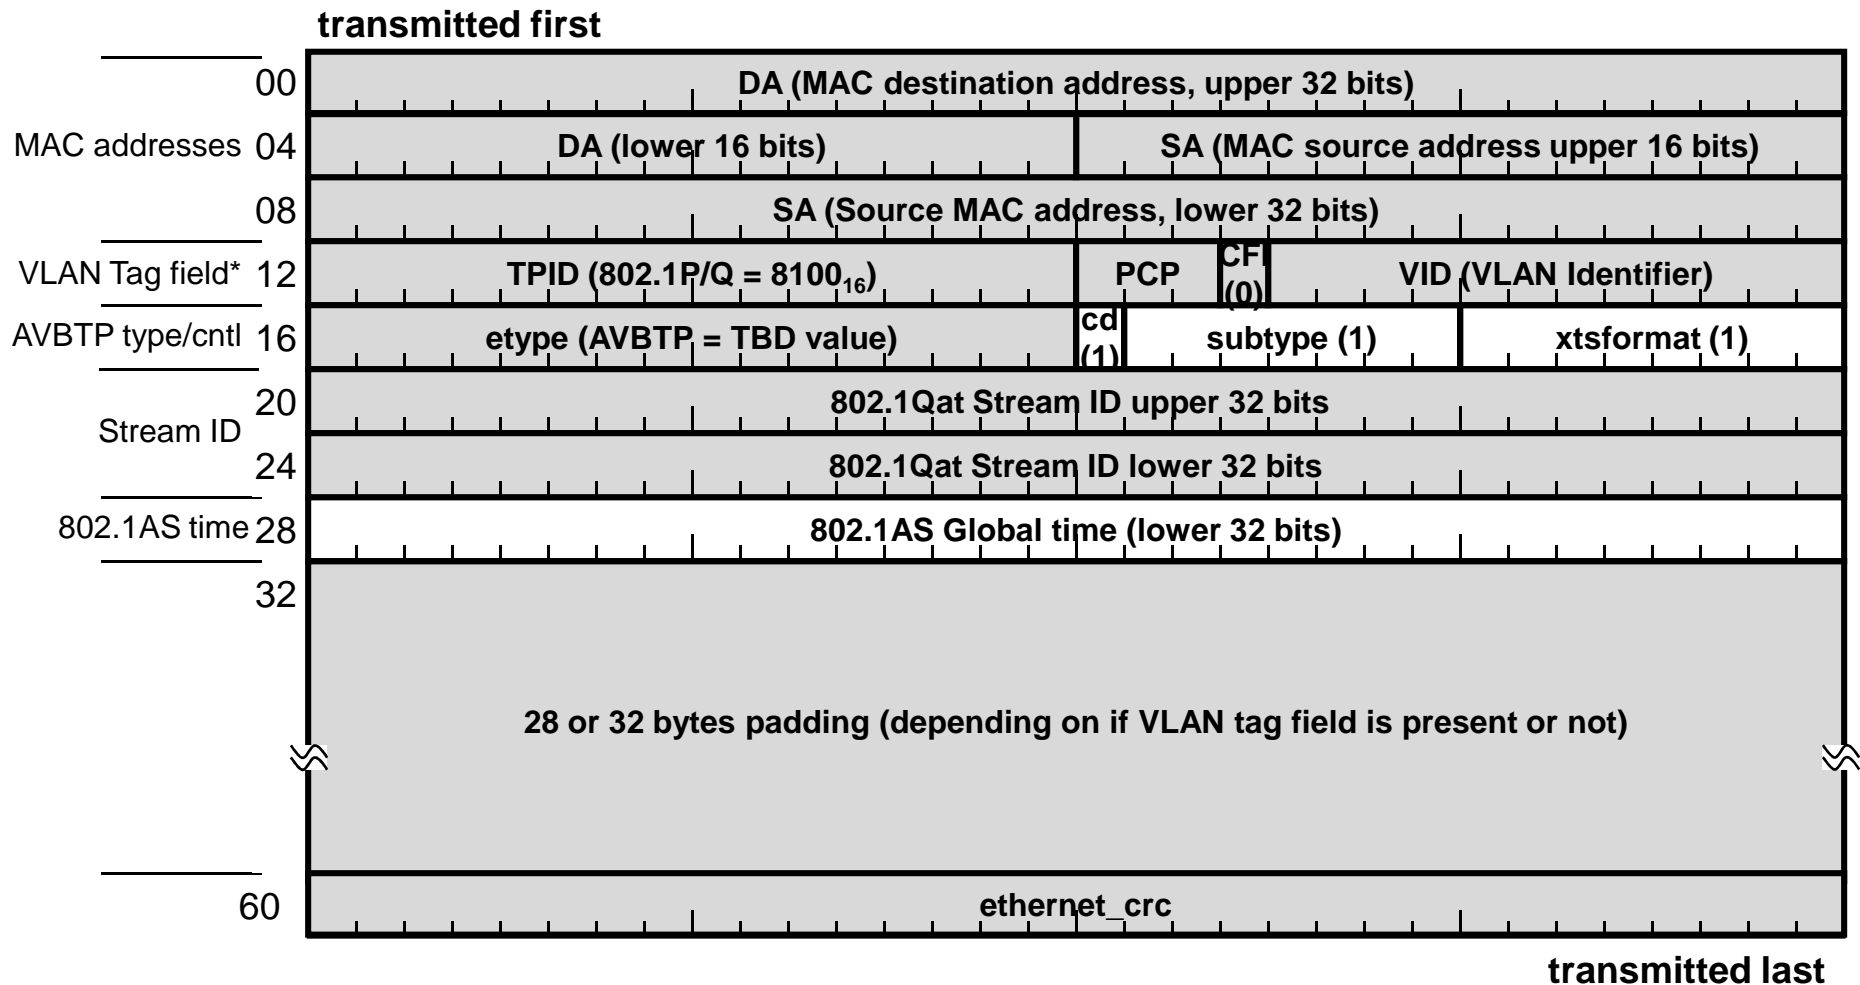 transmitted first
00 DA (MAC destination address, upper 32 bits)
MAC addresses 04 DA (lower 16 bits) SA (MAC source address upper 16 bits)
08 SA (Source MAC address, lower 32 bits)
VLAN Tag field* 12 TPID (802.1P/Q = 8100₁₆) PCP CFI (0) VID (VLAN Identifier)
AVBTP type/cntl 16 etype (AVBTP = TBD value) cd (1) subtype (1) xtsformat (1)
Stream ID
20 802.1Qat Stream ID upper 32 bits
24 802.1Qat Stream ID lower 32 bits
802.1AS time 28 802.1AS Global time (lower 32 bits)
32
28 or 32 bytes padding (depending on if VLAN tag field is present or not)
60 ethernet_crc
transmitted last